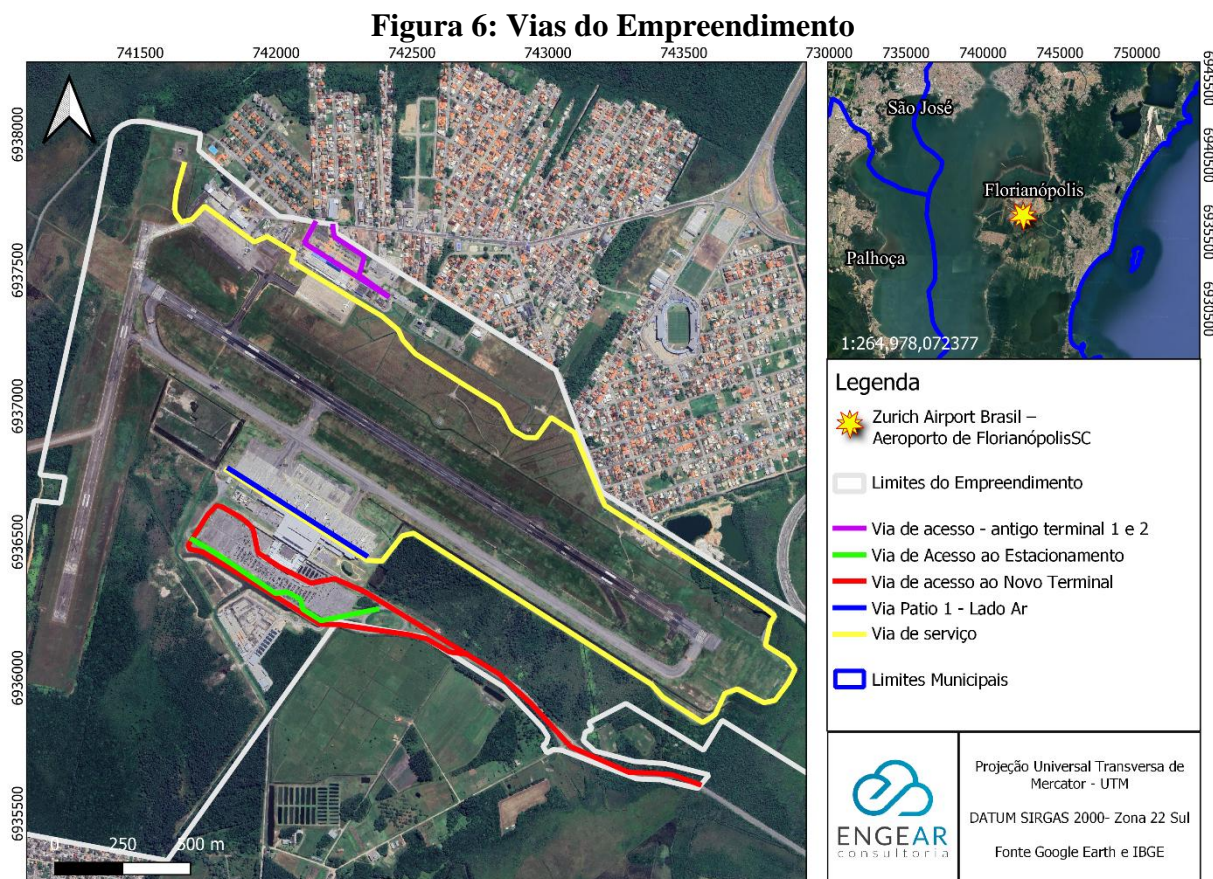 Figura 6: Vias do Empreendimento
741500 742000 742500 743000 743500
730000 735000 740000 745000 750000
6938000
6937500
6937000
6936500
6936000
6935500
0 250 500 m
6945500
6940500
6935500
6930500
São José
Florianópolis
Palhoça
1:264,978,072377
Legenda
Zurich Airport Brasil –
Aeroporto de FlorianópolisSC
Limites do Empreendimento
Via de acesso - antigo terminal 1 e 2
Via de Acesso ao Estacionamento
Via de acesso ao Novo Terminal
Via Patio 1 - Lado Ar
Via de serviço
Limites Municipais
ENGEAR
consultoria
Projeção Universal Transversa de
Mercator - UTM
DATUM SIRGAS 2000- Zona 22 Sul
Fonte Google Earth e IBGE